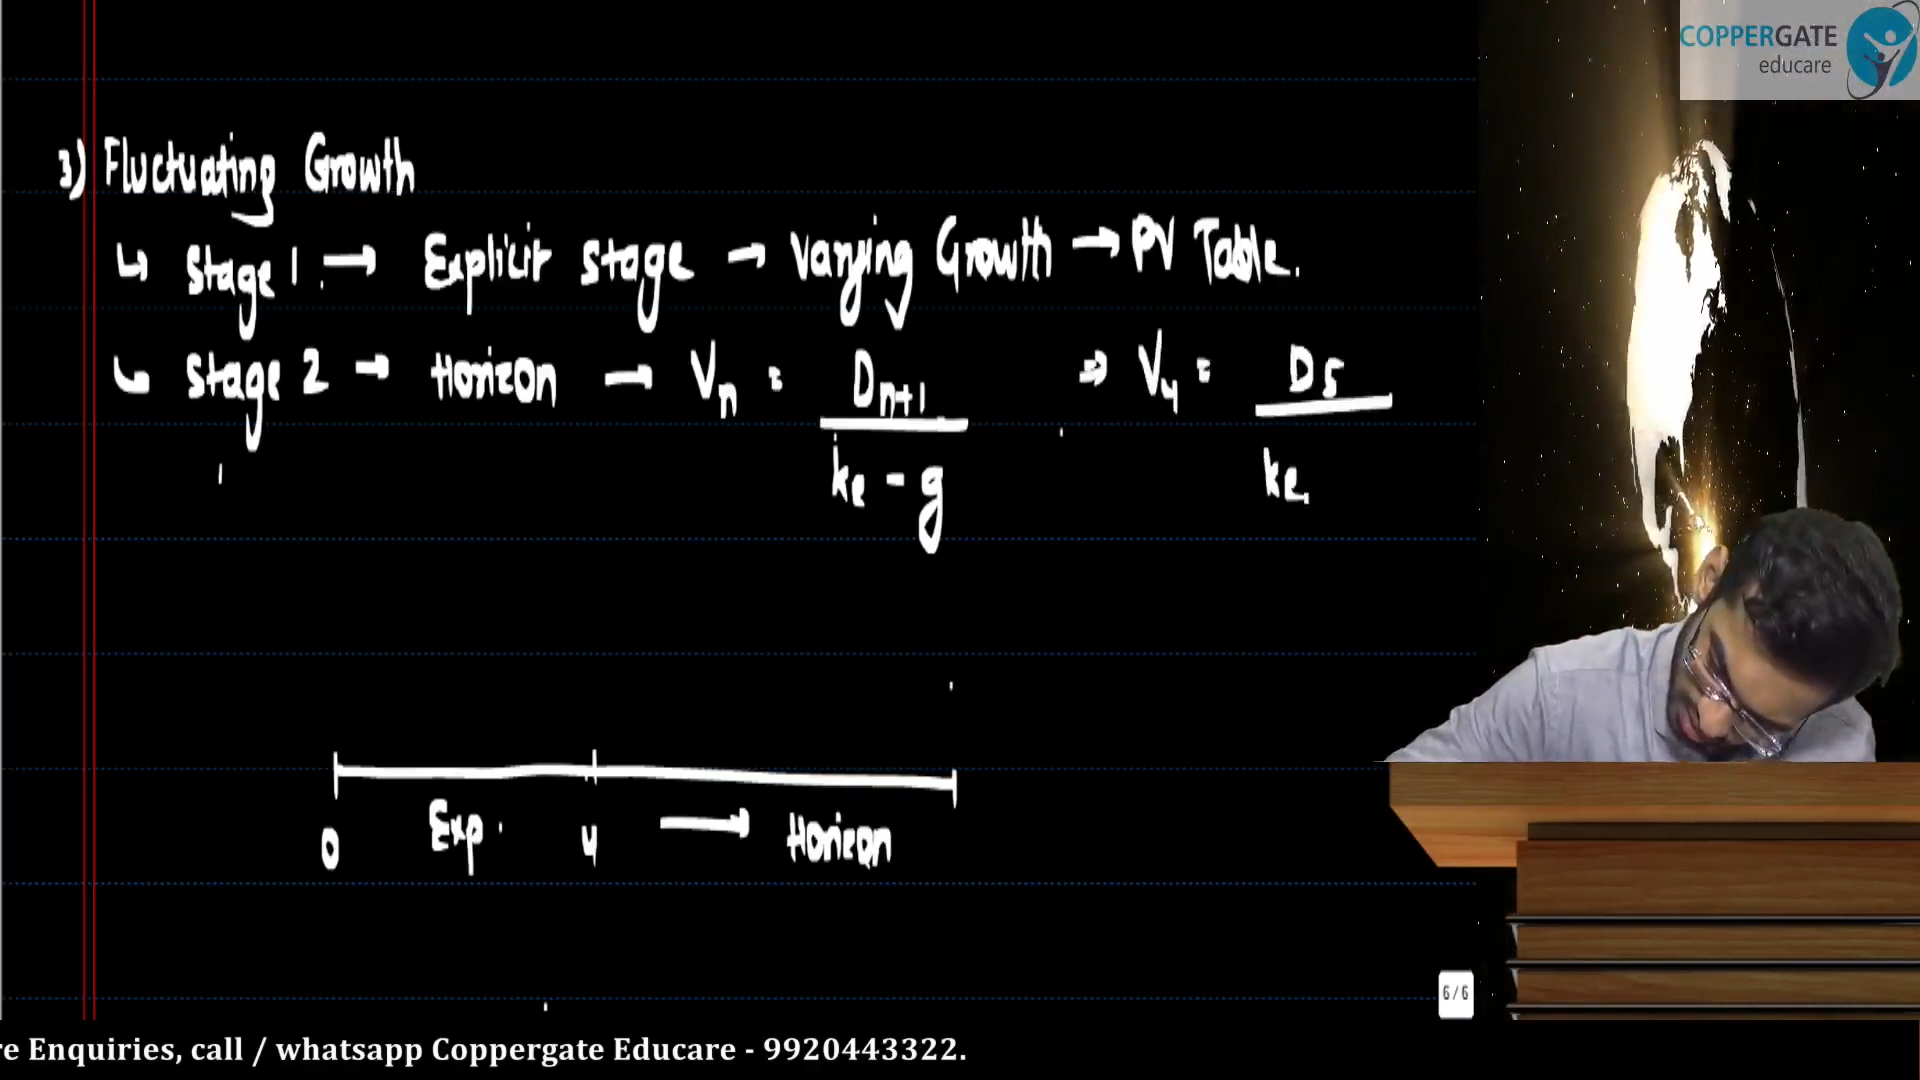 COPPERGATE
educare
3) Fluctuating Growth
↳ Stage 1 → Explicit stage → Varying Growth → PV Table.
↳ Stage 2 → Horizon → Vn = Dn+1 / ke - g ⇒ V4 = D5 / ke
0 Exp. 4 → Horizon
6/6
re Enquiries, call / whatsapp Coppergate Educare - 9920443322.